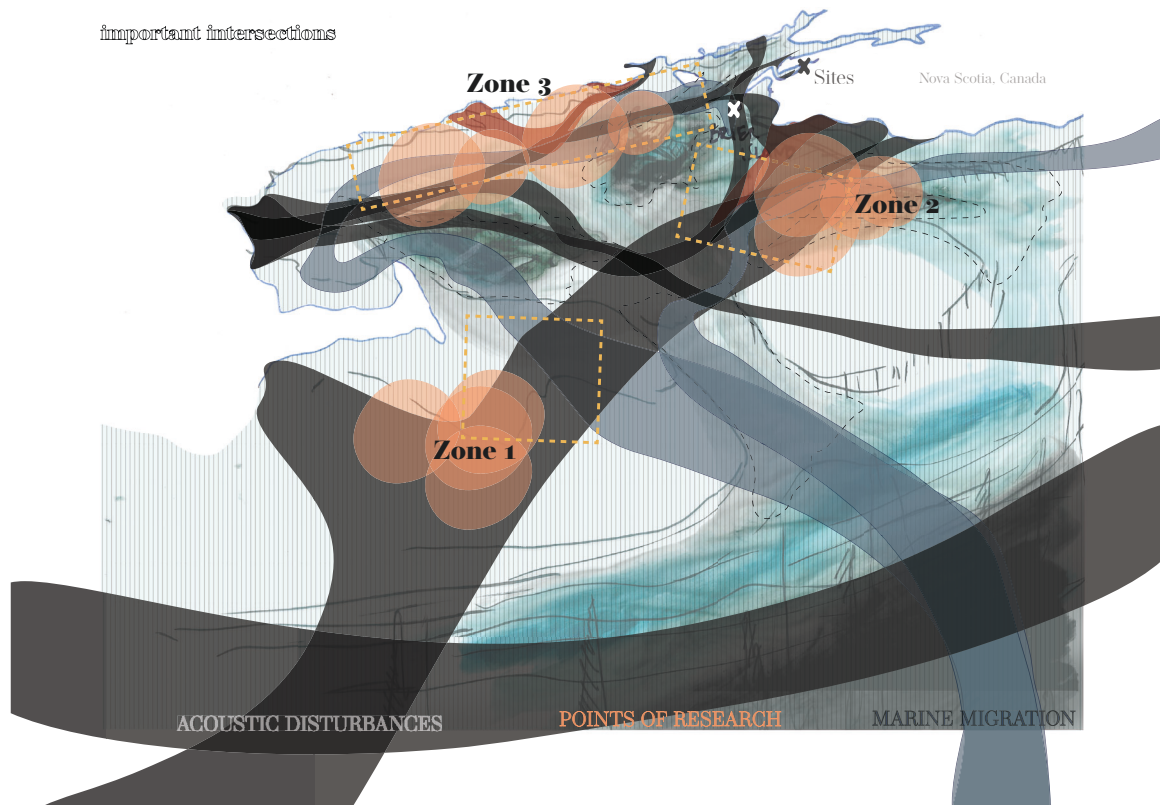 important intersections
Zone 3
Sites
Nova Scotia, Canada
BRIER
Zone 2
Zone 1
ACOUSTIC DISTURBANCES
POINTS OF RESEARCH
MARINE MIGRATION